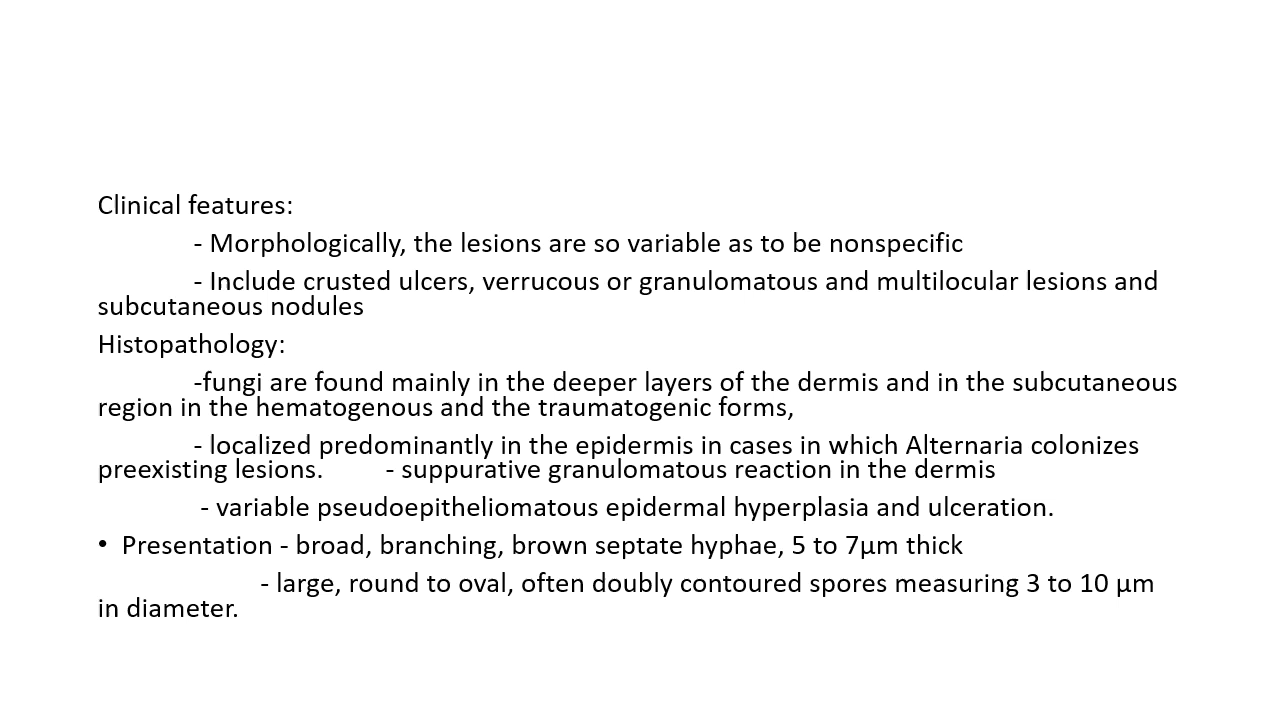 Clinical features:
- Morphologically, the lesions are so variable as to be nonspecific
- Include crusted ulcers, verrucous or granulomatous and multilocular lesions and
subcutaneous nodules
Histopathology:
-fungi are found mainly in the deeper layers of the dermis and in the subcutaneous
region in the hematogenous and the traumatogenic forms,
- localized predominantly in the epidermis in cases in which Alternaria colonizes
preexisting lesions. - suppurative granulomatous reaction in the dermis
- variable pseudoepitheliomatous epidermal hyperplasia and ulceration.
• Presentation - broad, branching, brown septate hyphae, 5 to 7µm thick
- large, round to oval, often doubly contoured spores measuring 3 to 10 µm
in diameter.